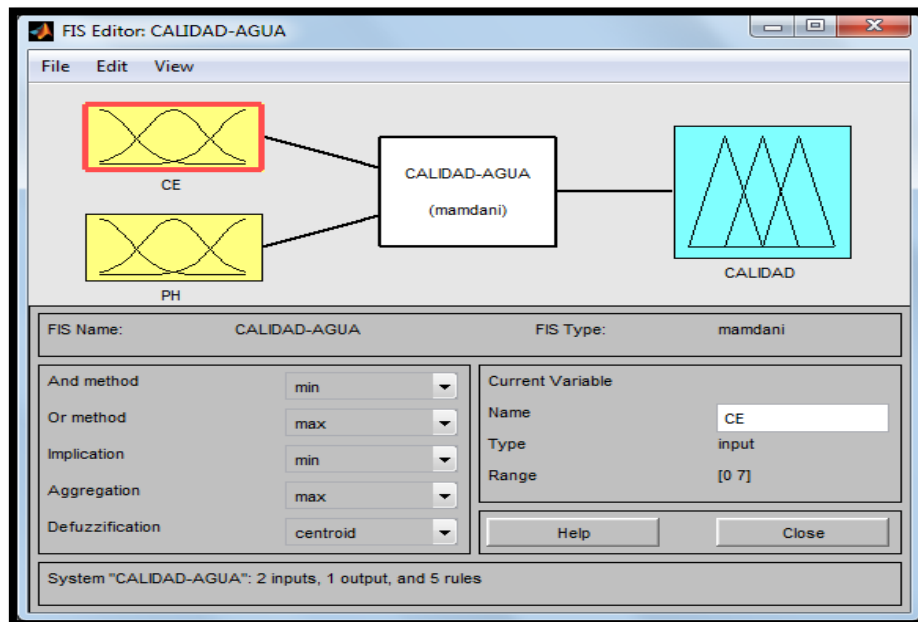 FIS Editor: CALIDAD-AGUA
File Edit View
CE
PH
CALIDAD-AGUA
(mamdani)
CALIDAD
FIS Name: CALIDAD-AGUA FIS Type: mamdani
And method min
Or method max
Implication min
Aggregation max
Defuzzification centroid
Current Variable
Name CE
Type input
Range [0 7]
Help Close
System "CALIDAD-AGUA": 2 inputs, 1 output, and 5 rules